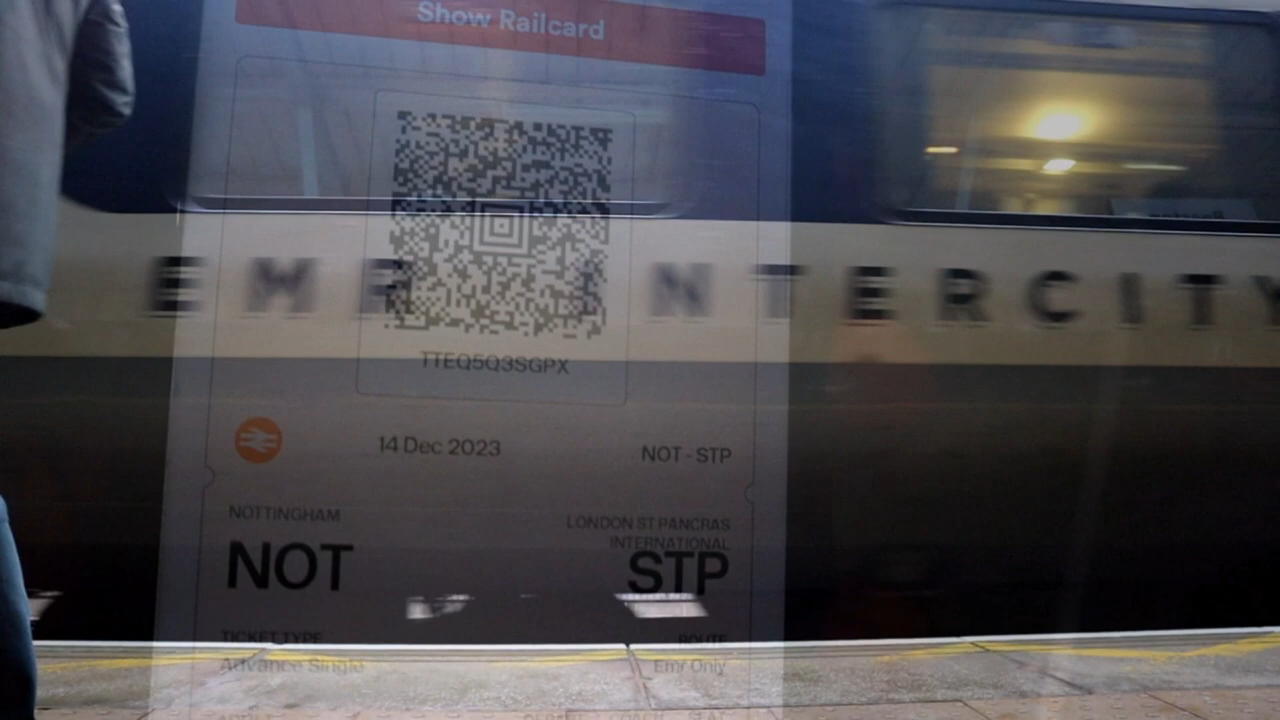 Show Railcard
EMR INTERCITY
TTEQ5Q3SGPX
14 Dec 2023
NOT - STP
NOTTINGHAM
LONDON ST PANCRAS
INTERNATIONAL
NOT
STP
TICKET TYPE
ROUTE
Advance Single
Emr Only